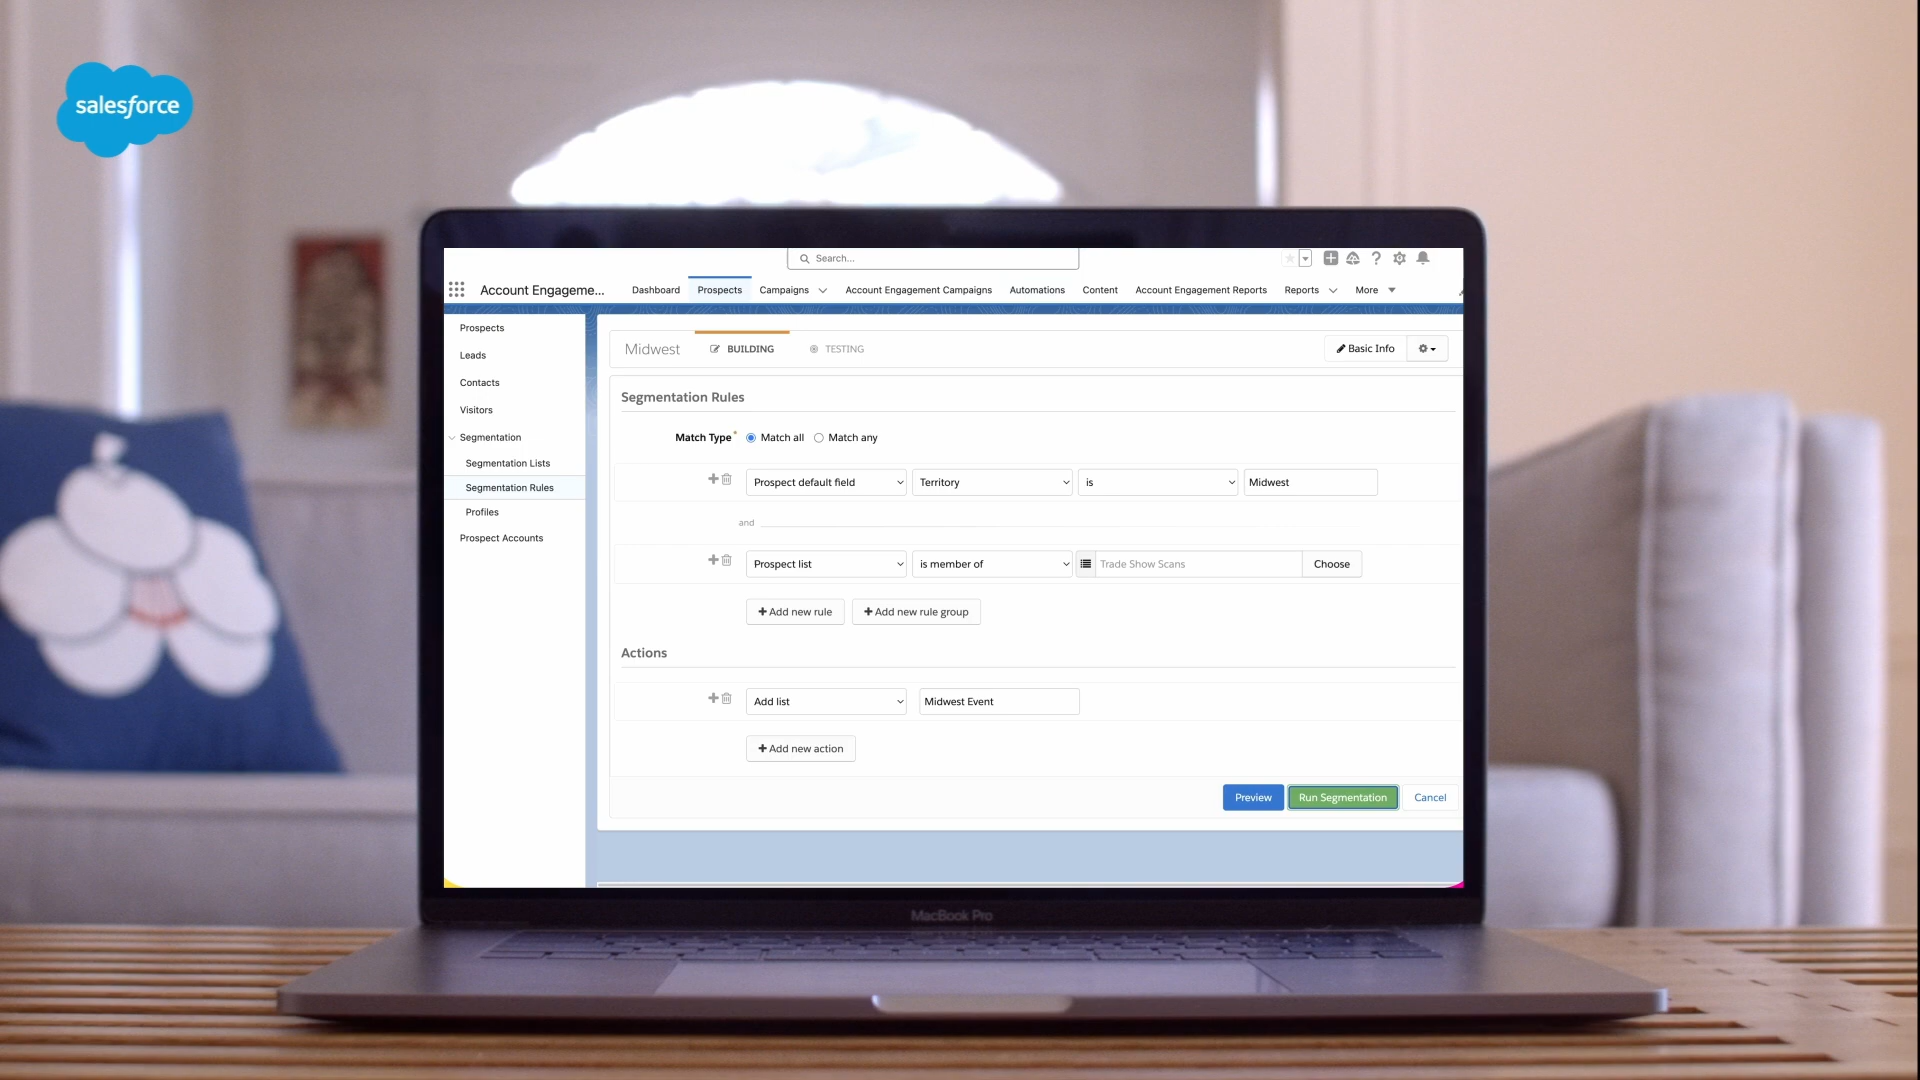 salesforce
Search...
Account Engageme... Dashboard Prospects Campaigns Account Engagement Campaigns Automations Content Account Engagement Reports Reports More
Prospects
Leads
Contacts
Visitors
Segmentation
Segmentation Lists
Segmentation Rules
Profiles
Prospect Accounts
Midwest BUILDING TESTING Basic Info
Segmentation Rules
Match Type* Match all Match any
Prospect default field Territory is Midwest
and
Prospect list is member of Trade Show Scans Choose
+ Add new rule + Add new rule group
Actions
Add list Midwest Event
+ Add new action
Preview Run Segmentation Cancel
MacBook Pro